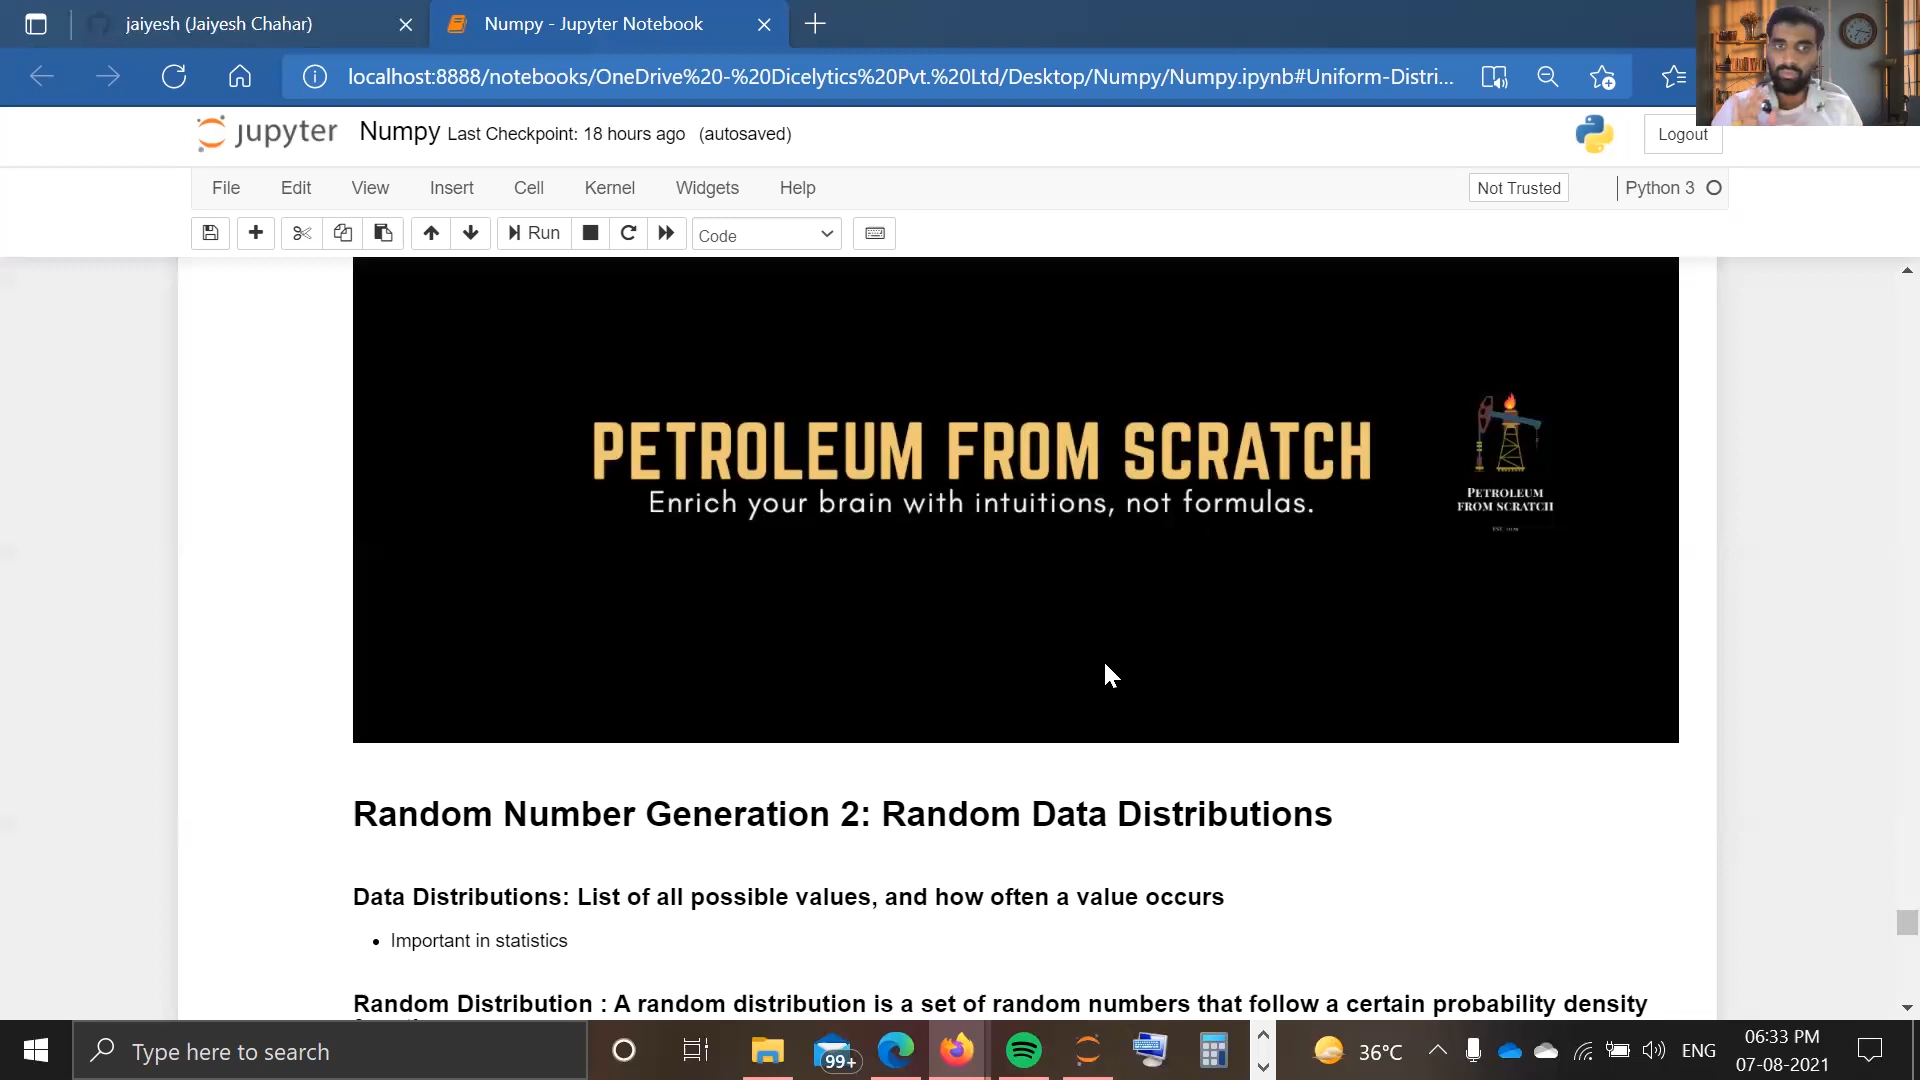 jaiyesh (Jaiyesh Chahar)
Numpy - Jupyter Notebook
localhost:8888/notebooks/OneDrive%20-%20Dicelytics%20Pvt.%20Ltd/Desktop/Numpy/Numpy.ipynb#Uniform-Distri...
jupyter Numpy Last Checkpoint: 18 hours ago (autosaved)
Logout
File Edit View Insert Cell Kernel Widgets Help
Not Trusted
Python 3
Run
Code
PETROLEUM FROM SCRATCH
Enrich your brain with intuitions, not formulas.
PETROLEUM
FROM SCRATCH
Random Number Generation 2: Random Data Distributions
Data Distributions: List of all possible values, and how often a value occurs
• Important in statistics
Random Distribution : A random distribution is a set of random numbers that follow a certain probability density
Type here to search
99+
36°C
ENG
06:33 PM
07-08-2021